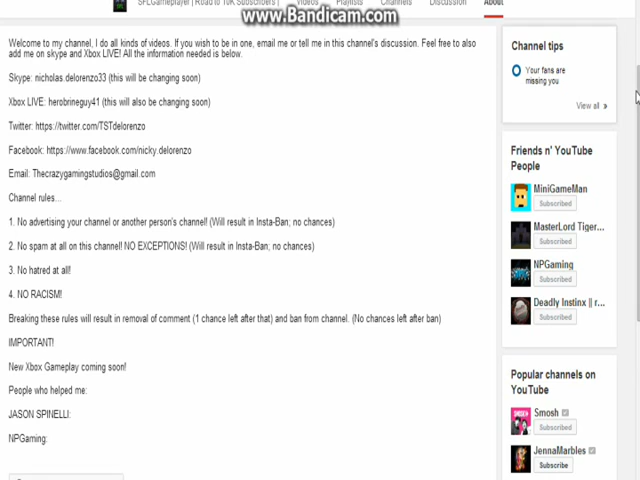 SFLGameplayer | Road to 10K Subscribers |
Videos
Playlists
Channels
Discussion
About
www.Bandicam.com
Welcome to my channel, I do all kinds of videos. If you wish to be in one, email me or tell me in this channel's discussion. Feel free to also
add me on skype and Xbox LIVE! All the information needed is below.
Skype: nicholas.delorenzo33 (this will be changing soon)
Xbox LIVE: herobrineguy41 (this will also be changing soon)
Twitter: https://twitter.com/TSTdelorenzo
Facebook: https://www.facebook.com/nicky.delorenzo
Email: Thecrazygamingstudios@gmail.com
Channel rules...
1. No advertising your channel or another person's channel! (Will result in Insta-Ban; no chances)
2. No spam at all on this channel! NO EXCEPTIONS! (Will result in Insta-Ban; no chances)
3. No hatred at all!
4. NO RACISM!
Breaking these rules will result in removal of comment (1 chance left after that) and ban from channel. (No chances left after ban)
IMPORTANT!
New Xbox Gameplay coming soon!
People who helped me:
JASON SPINELLI:
NPGaming:
Channel tips
Your fans are
missing you
View all »
Friends n' YouTube
People
MiniGameMan
Subscribed
MasterLord Tiger...
Subscribed
NPGaming
Subscribed
Deadly Instinx || r...
Subscribed
Popular channels on
YouTube
Smosh
Subscribed
JennaMarbles
Subscribe